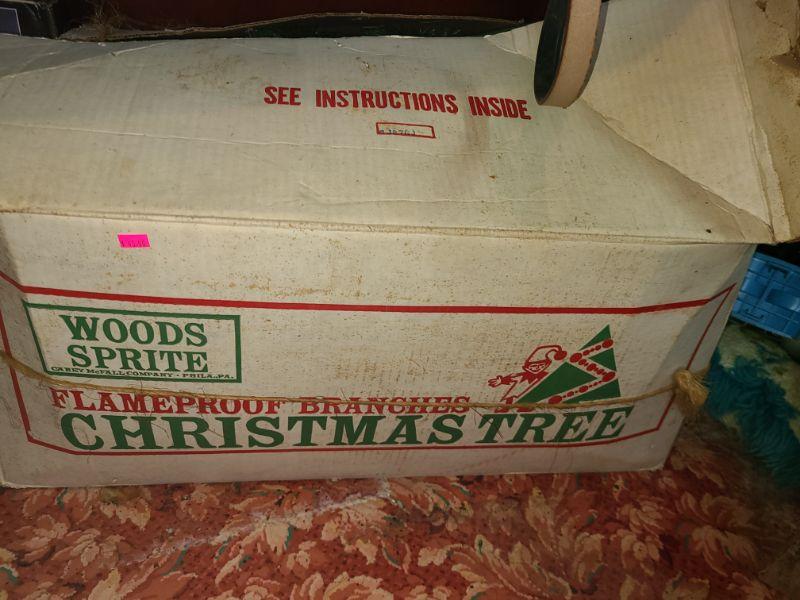 SEE INSTRUCTIONS INSIDE
WOODS
SPRITE
CAREY McFALL COMPANY - PHILA., PA.
FLAMEPROOF BRANCHES
CHRISTMAS TREE